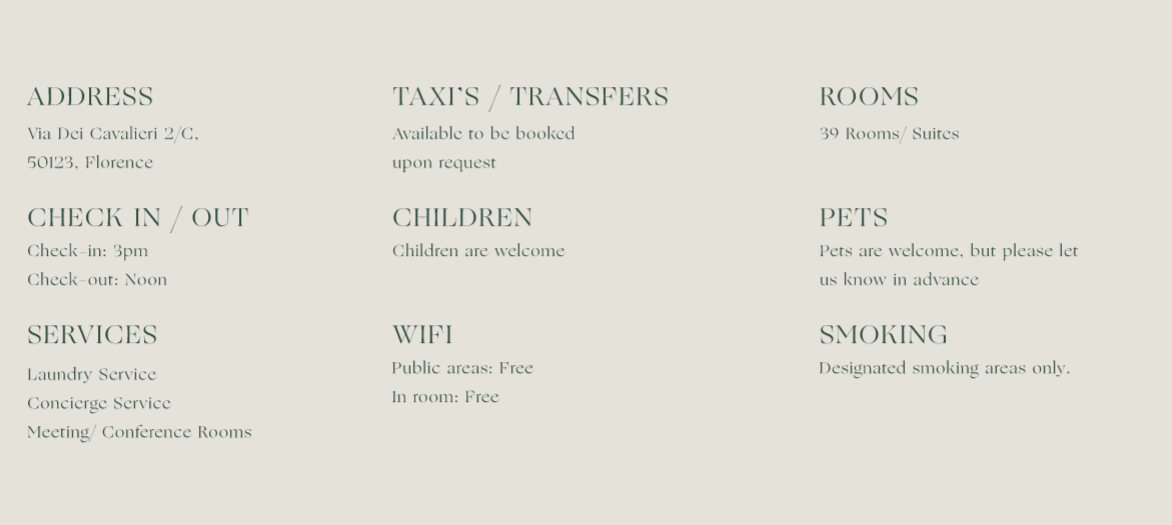 ADDRESS
Via Dei Cavalieri 2/C,
50123, Florence
TAXI'S / TRANSFERS
Available to be booked
upon request
ROOMS
39 Rooms/ Suites
CHECK IN / OUT
Check-in: 3pm
Check-out: Noon
CHILDREN
Children are welcome
PETS
Pets are welcome, but please let
us know in advance
SERVICES
Laundry Service
Concierge Service
Meeting/ Conference Rooms
WIFI
Public areas: Free
In room: Free
SMOKING
Designated smoking areas only.